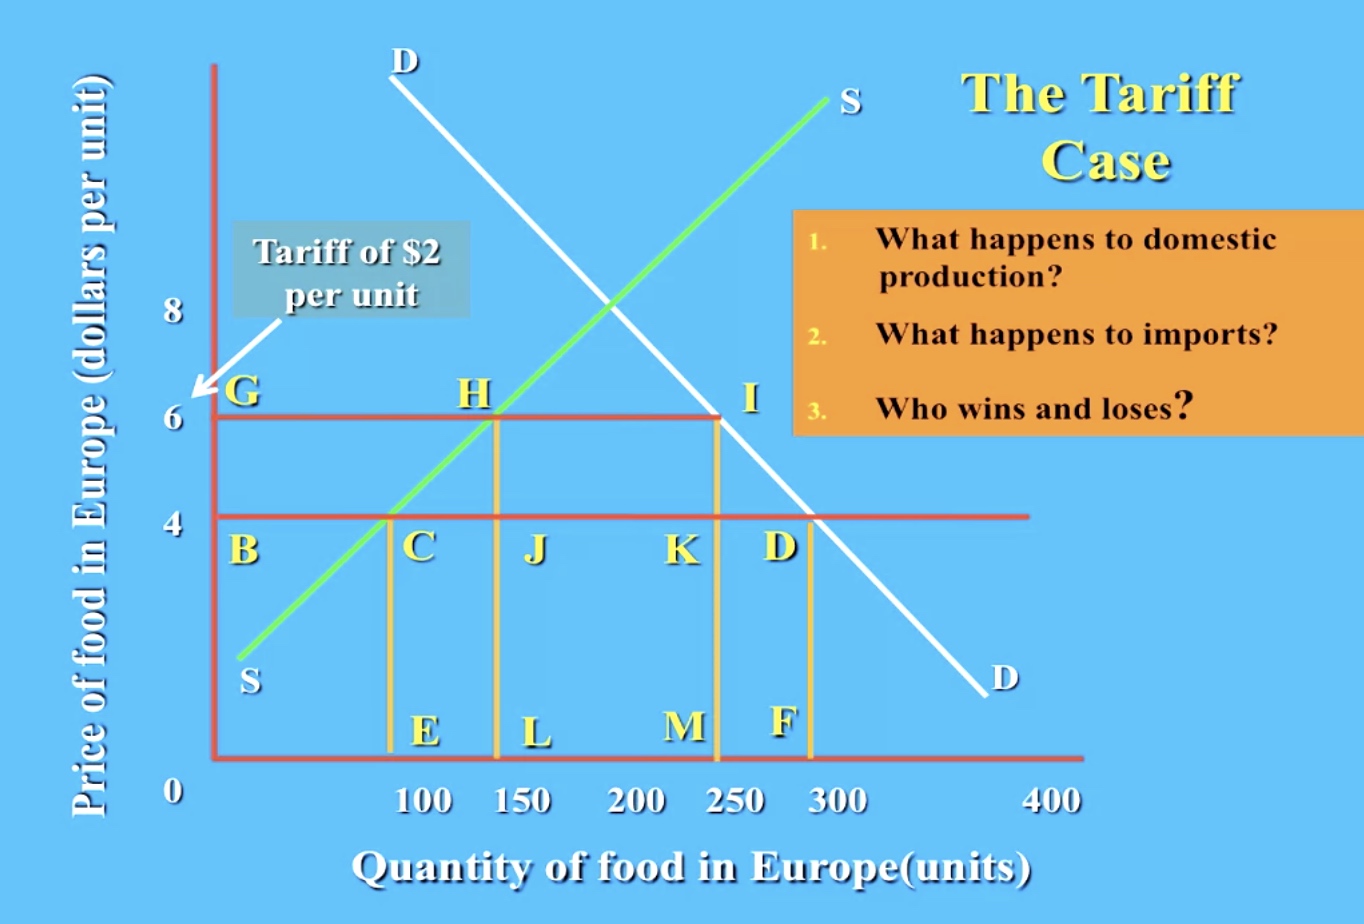 The Tariff
Case
1. What happens to domestic
production?
2. What happens to imports?
3. Who wins and loses?
Price of food in Europe (dollars per unit)
Tariff of $2
per unit
D
S
8
G
H
I
6
4
B
C
J
K
D
S
D
E
L
M
F
0
100
150
200
250
300
400
Quantity of food in Europe(units)